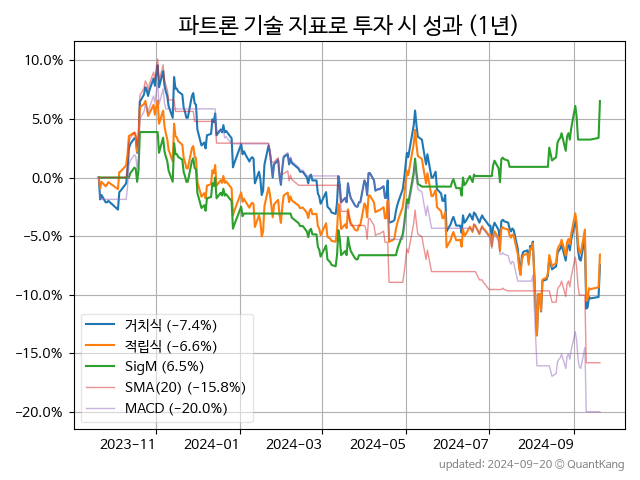 파트론 기술 지표로 투자 시 성과 (1년)
10.0%
5.0%
0.0%
−5.0%
−10.0%
−15.0%
−20.0%
거치식 (−7.4%)
적립식 (−6.6%)
SigM (6.5%)
SMA(20) (−15.8%)
MACD (−20.0%)
2023-11 2024-01 2024-03 2024-05 2024-07 2024-09
updated: 2024-09-20 © QuantKang